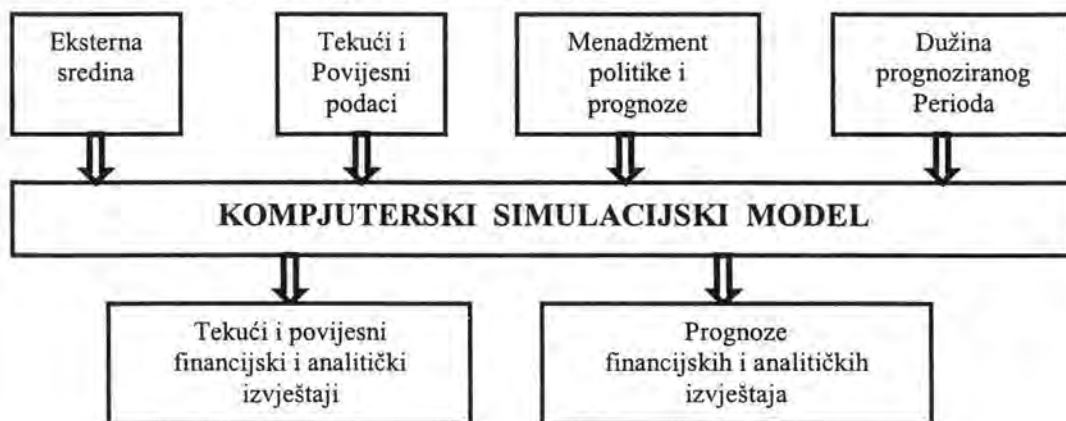 Eksterna
sredina
Tekući i
Povijesni
podaci
Menadžment
politike i
prognoze
Dužina
prognoziranog
Perioda
KOMPJUTERSKI SIMULACIJSKI MODEL
Tekući i povijesni
financijski i analitički
izvještaji
Prognoze
financijskih i analitičkih
izvještaja